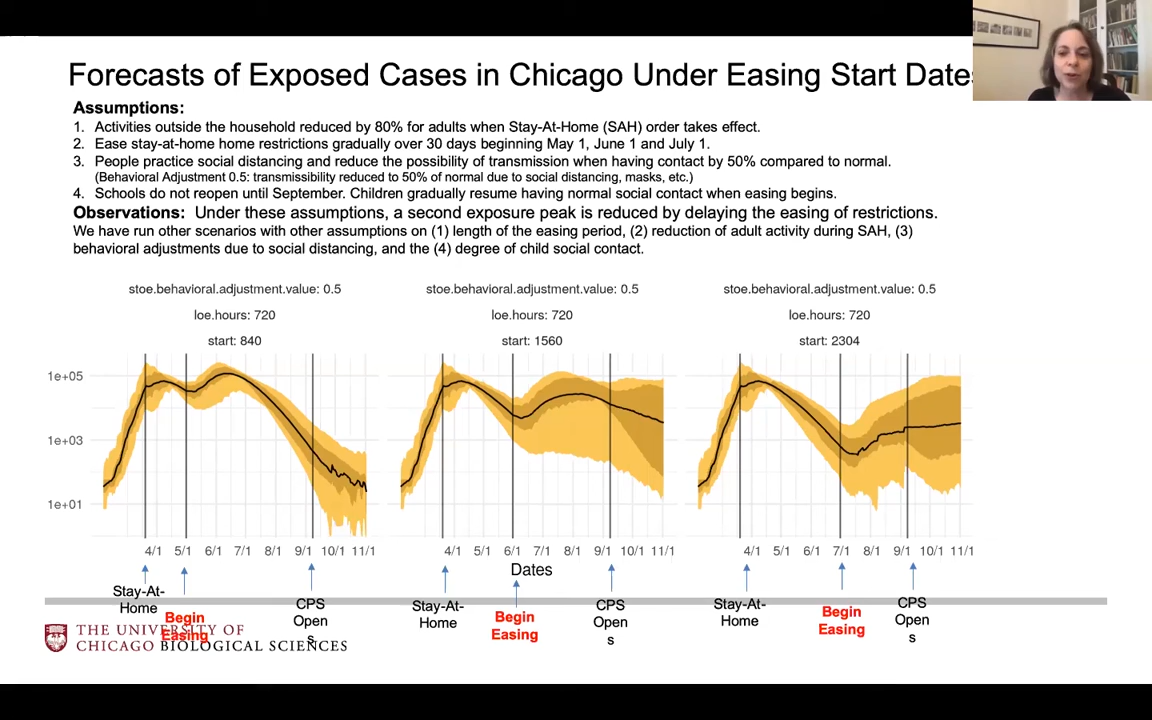 Forecasts of Exposed Cases in Chicago Under Easing Start Dates
Assumptions:
1. Activities outside the household reduced by 80% for adults when Stay-At-Home (SAH) order takes effect.
2. Ease stay-at-home home restrictions gradually over 30 days beginning May 1, June 1 and July 1.
3. People practice social distancing and reduce the possibility of transmission when having contact by 50% compared to normal.
(Behavioral Adjustment 0.5: transmissibility reduced to 50% of normal due to social distancing, masks, etc.)
4. Schools do not reopen until September. Children gradually resume having normal social contact when easing begins.
Observations: Under these assumptions, a second exposure peak is reduced by delaying the easing of restrictions.
We have run other scenarios with other assumptions on (1) length of the easing period, (2) reduction of adult activity during SAH, (3)
behavioral adjustments due to social distancing, and the (4) degree of child social contact.
stoe.behavioral.adjustment.value: 0.5
loe.hours: 720
start: 840
stoe.behavioral.adjustment.value: 0.5
loe.hours: 720
start: 1560
stoe.behavioral.adjustment.value: 0.5
loe.hours: 720
start: 2304
1e+05
1e+03
1e+01
4/1 5/1 6/1 7/1 8/1 9/1 10/1 11/1
4/1 5/1 6/1 7/1 8/1 9/1 10/1 11/1
4/1 5/1 6/1 7/1 8/1 9/1 10/1 11/1
Dates
Stay-At-
Home
Begin
Easing
CPS
Open
s
Stay-At-
Home
Begin
Easing
CPS
Open
s
Stay-At-
Home
Begin
Easing
CPS
Open
s
THE UNIVERSITY OF
CHICAGO BIOLOGICAL SCIENCES